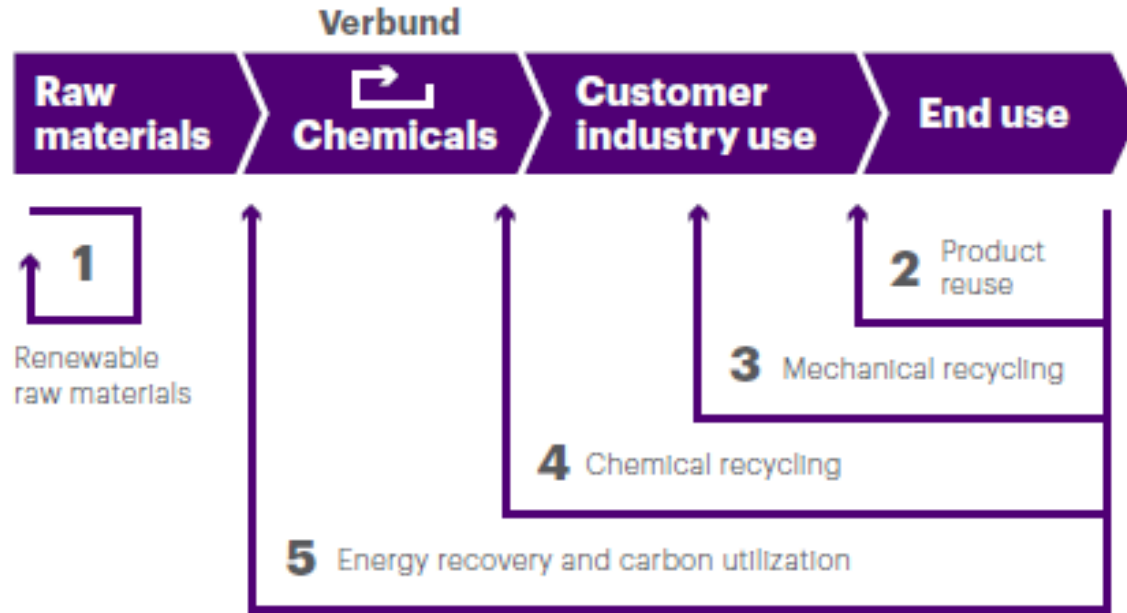 Verbund
Raw
materials
Chemicals
Customer
industry use
End use
1
Renewable
raw materials
2 Product
reuse
3 Mechanical recycling
4 Chemical recycling
5 Energy recovery and carbon utilization